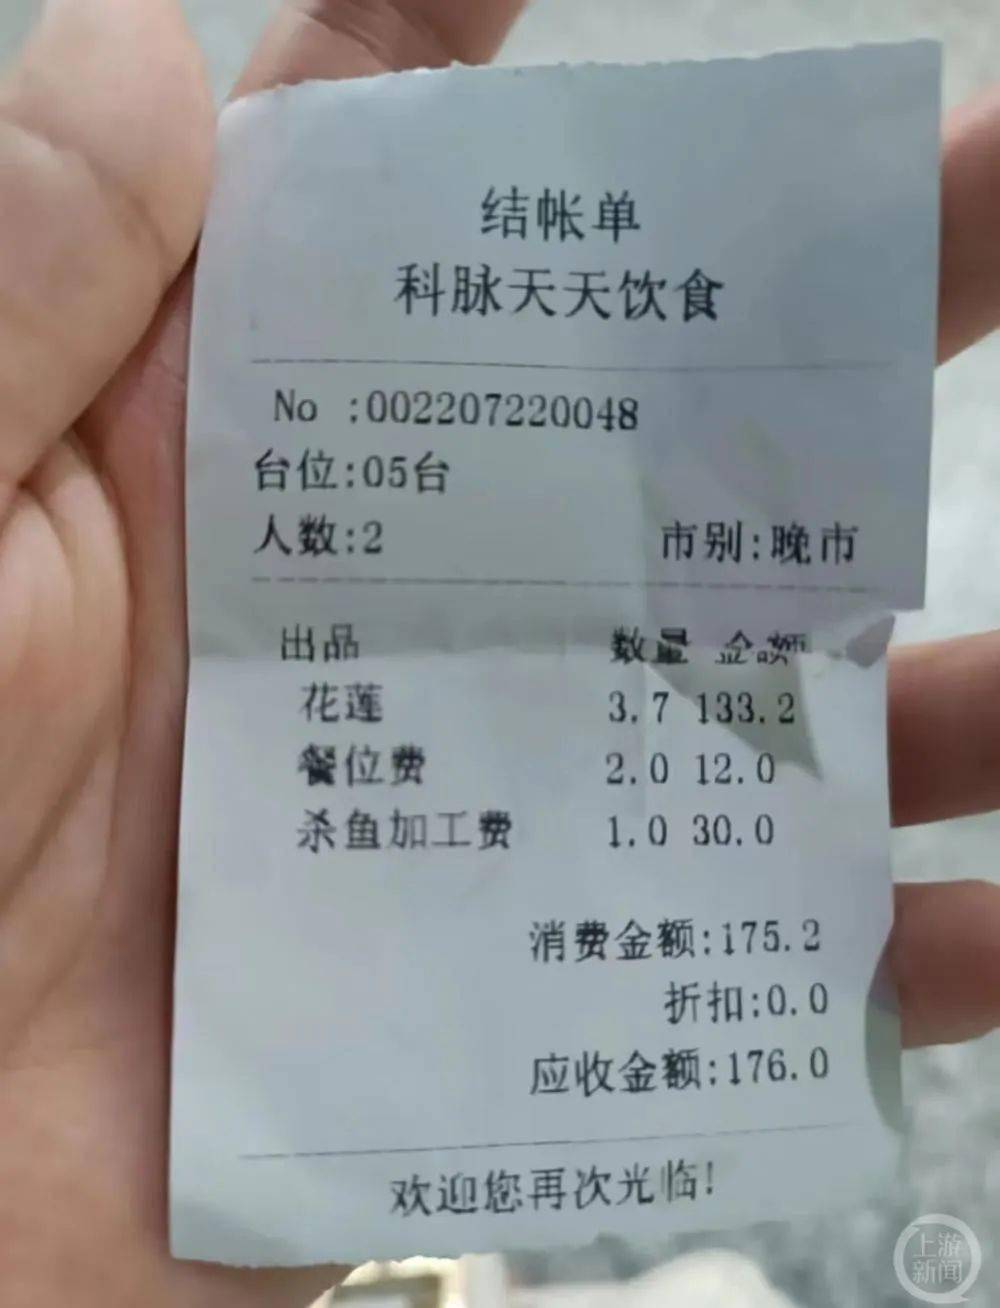 结帐单
科脉天天饮食
No :002207220048
台位:05台
人数:2 市别:晚市
出品 数量 金额
花莲 3.7 133.2
餐位费 2.0 12.0
杀鱼加工费 1.0 30.0
消费金额:175.2
折扣:0.0
应收金额:176.0
欢迎您再次光临!
上游
新闻